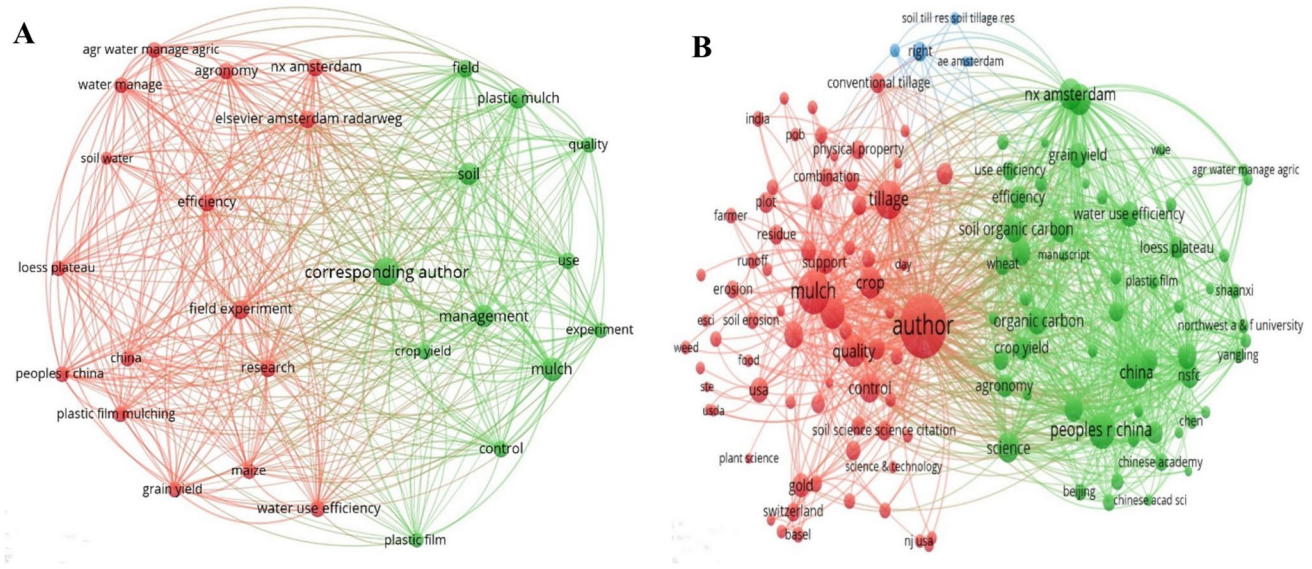 A
agr water manage agric
water manage
agronomy
nx amsterdam
field
elsevier amsterdam radarweg
plastic mulch
quality
soil water
soil
efficiency
loess plateau
corresponding author
use
field experiment
management
experiment
china
crop yield
peoples r china
research
mulch
plastic film mulching
control
maize
grain yield
water use efficiency
plastic film
B
soil till res soil tillage res
right
ae amsterdam
conventional tillage
nx amsterdam
india
pob
physical property
grain yield
wue
combination
use efficiency
agr water manage agric
plot
tillage
efficiency
farmer
water use efficiency
residue
soil organic carbon
loess plateau
runoff
support
day
wheat
manuscript
erosion
mulch
crop
plastic film
shaanxi
esci
soil erosion
author
organic carbon
northwest a & f university
weed
food
quality
crop yield
yangling
ste
usa
control
agronomy
china
nsfc
usda
soil science science citation
peoples r china
chen
plant science
science & technology
science
chinese academy
gold
beijing
chinese acad sci
switzerland
basel
nj usa